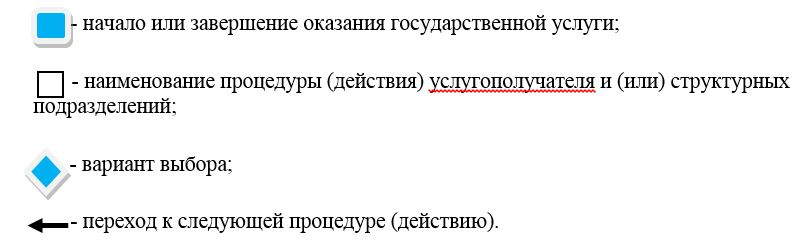 - начало или завершение оказания государственной услуги;
- наименование процедуры (действия) услугополучателя и (или) структурных
подразделений;
- вариант выбора;
- переход к следующей процедуре (действию).